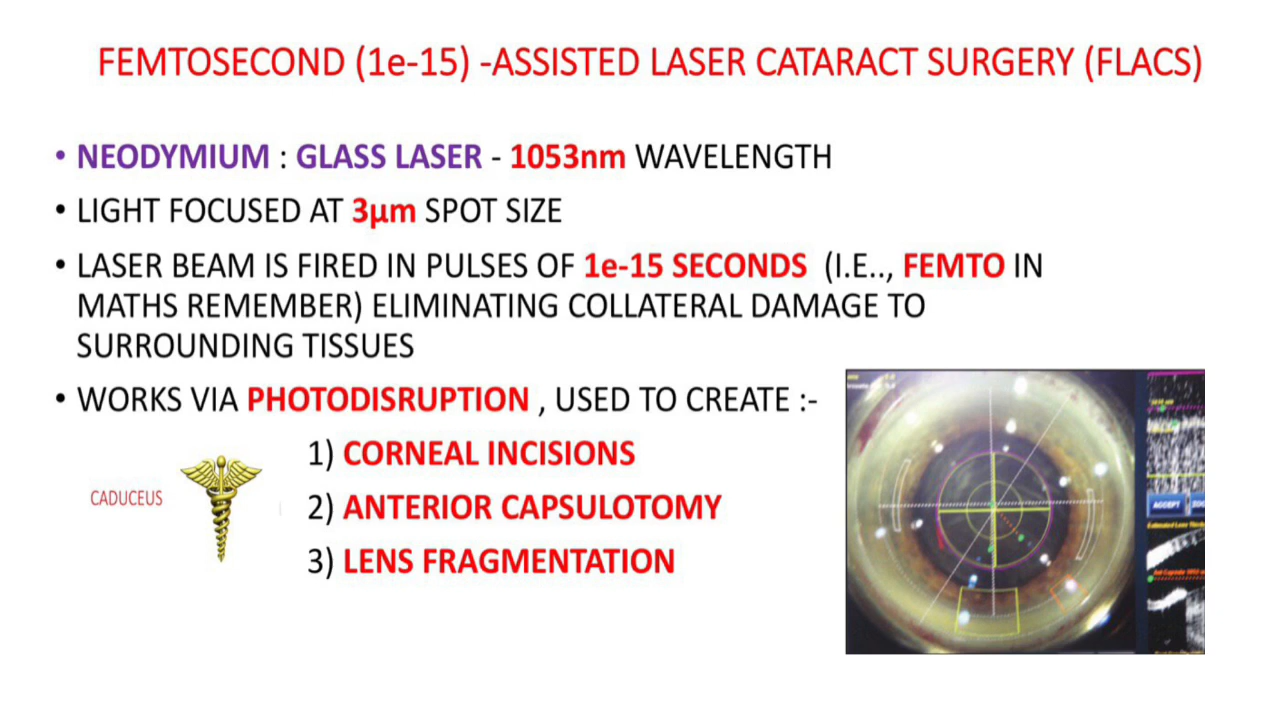 FEMTOSECOND (1e-15) -ASSISTED LASER CATARACT SURGERY (FLACS)
• NEODYMIUM : GLASS LASER - 1053nm WAVELENGTH
• LIGHT FOCUSED AT 3µm SPOT SIZE
• LASER BEAM IS FIRED IN PULSES OF 1e-15 SECONDS (I.E.., FEMTO IN
MATHS REMEMBER) ELIMINATING COLLATERAL DAMAGE TO
SURROUNDING TISSUES
• WORKS VIA PHOTODISRUPTION , USED TO CREATE :-
1) CORNEAL INCISIONS
CADUCEUS
2) ANTERIOR CAPSULOTOMY
3) LENS FRAGMENTATION
ACCEPT
Estimated Laser